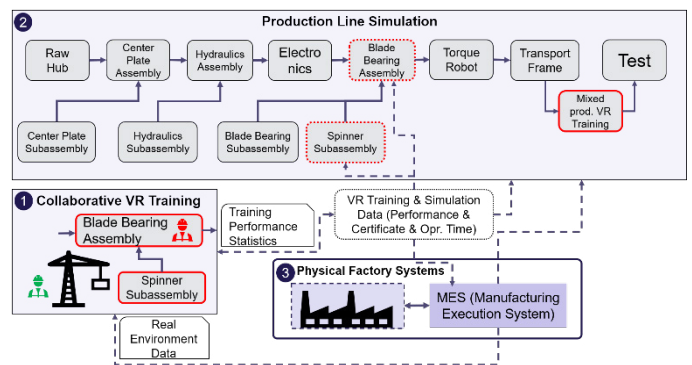 2
Production Line Simulation
Raw
Hub
Center
Plate
Assembly
Hydraulics
Assembly
Electro
nics
Blade
Bearing
Assembly
Torque
Robot
Transport
Frame
Test
Mixed
prod. VR
Training
Center Plate
Subassembly
Hydraulics
Subassembly
Blade Bearing
Subassembly
Spinner
Subassembly
1 Collaborative VR Training
Blade Bearing
Assembly
Spinner
Subassembly
Training
Performance
Statistics
VR Training & Simulation
Data (Performance &
Certificate & Opr. Time)
3 Physical Factory Systems
MES (Manufacturing
Execution System)
Real
Environment
Data